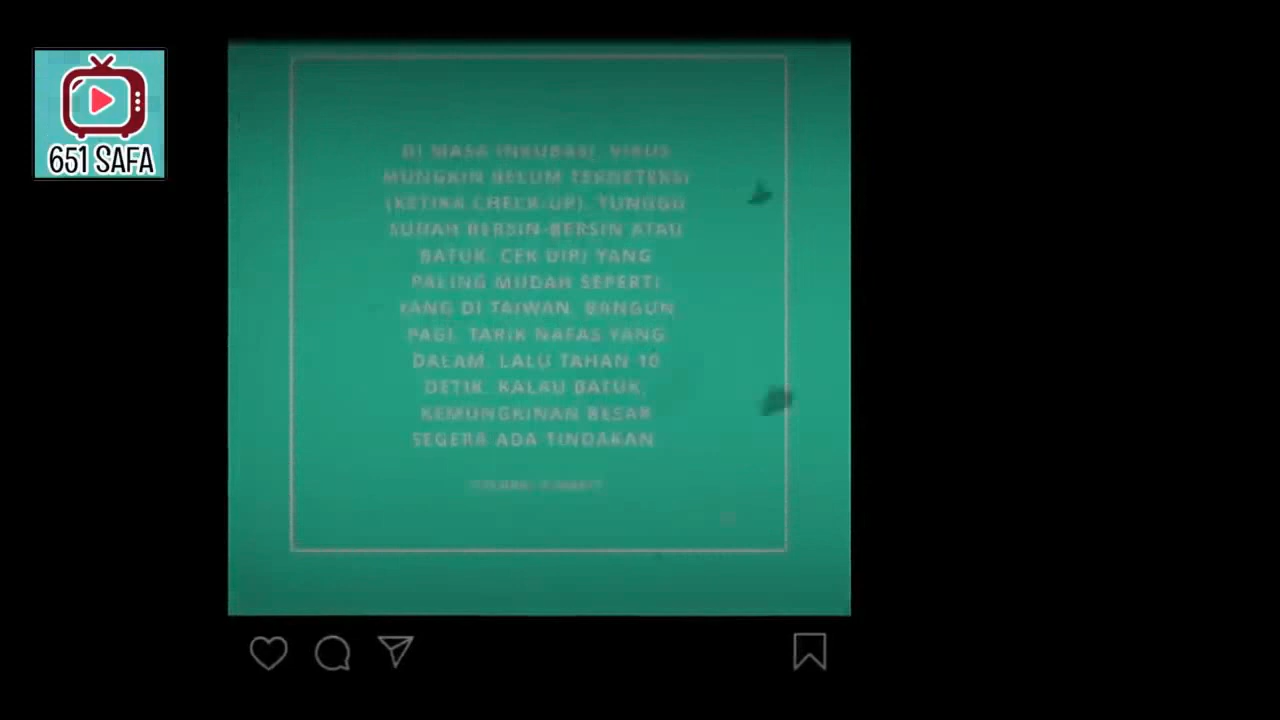 651 SAFA
DI MASA INKUBASI, VIRUS
MUNGKIN BELUM TERDETEKSI
(KETIKA CHECK-UP). TUNGGU
SUDAH BERSIN-BERSIN ATAU
BATUK. CEK DIRI YANG
PALING MUDAH SEPERTI
YANG DI TAIWAN. BANGUN
PAGI, TARIK NAFAS YANG
DALAM, LALU TAHAN 10
DETIK. KALAU BATUK,
KEMUNGKINAN BESAR
SEGERA ADA TINDAKAN